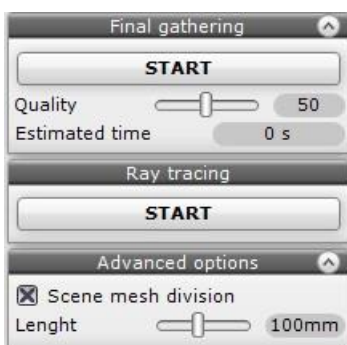 Final gathering
START
Quality 50
Estimated time 0 s
Ray tracing
START
Advanced options
Scene mesh division
Lenght 100mm